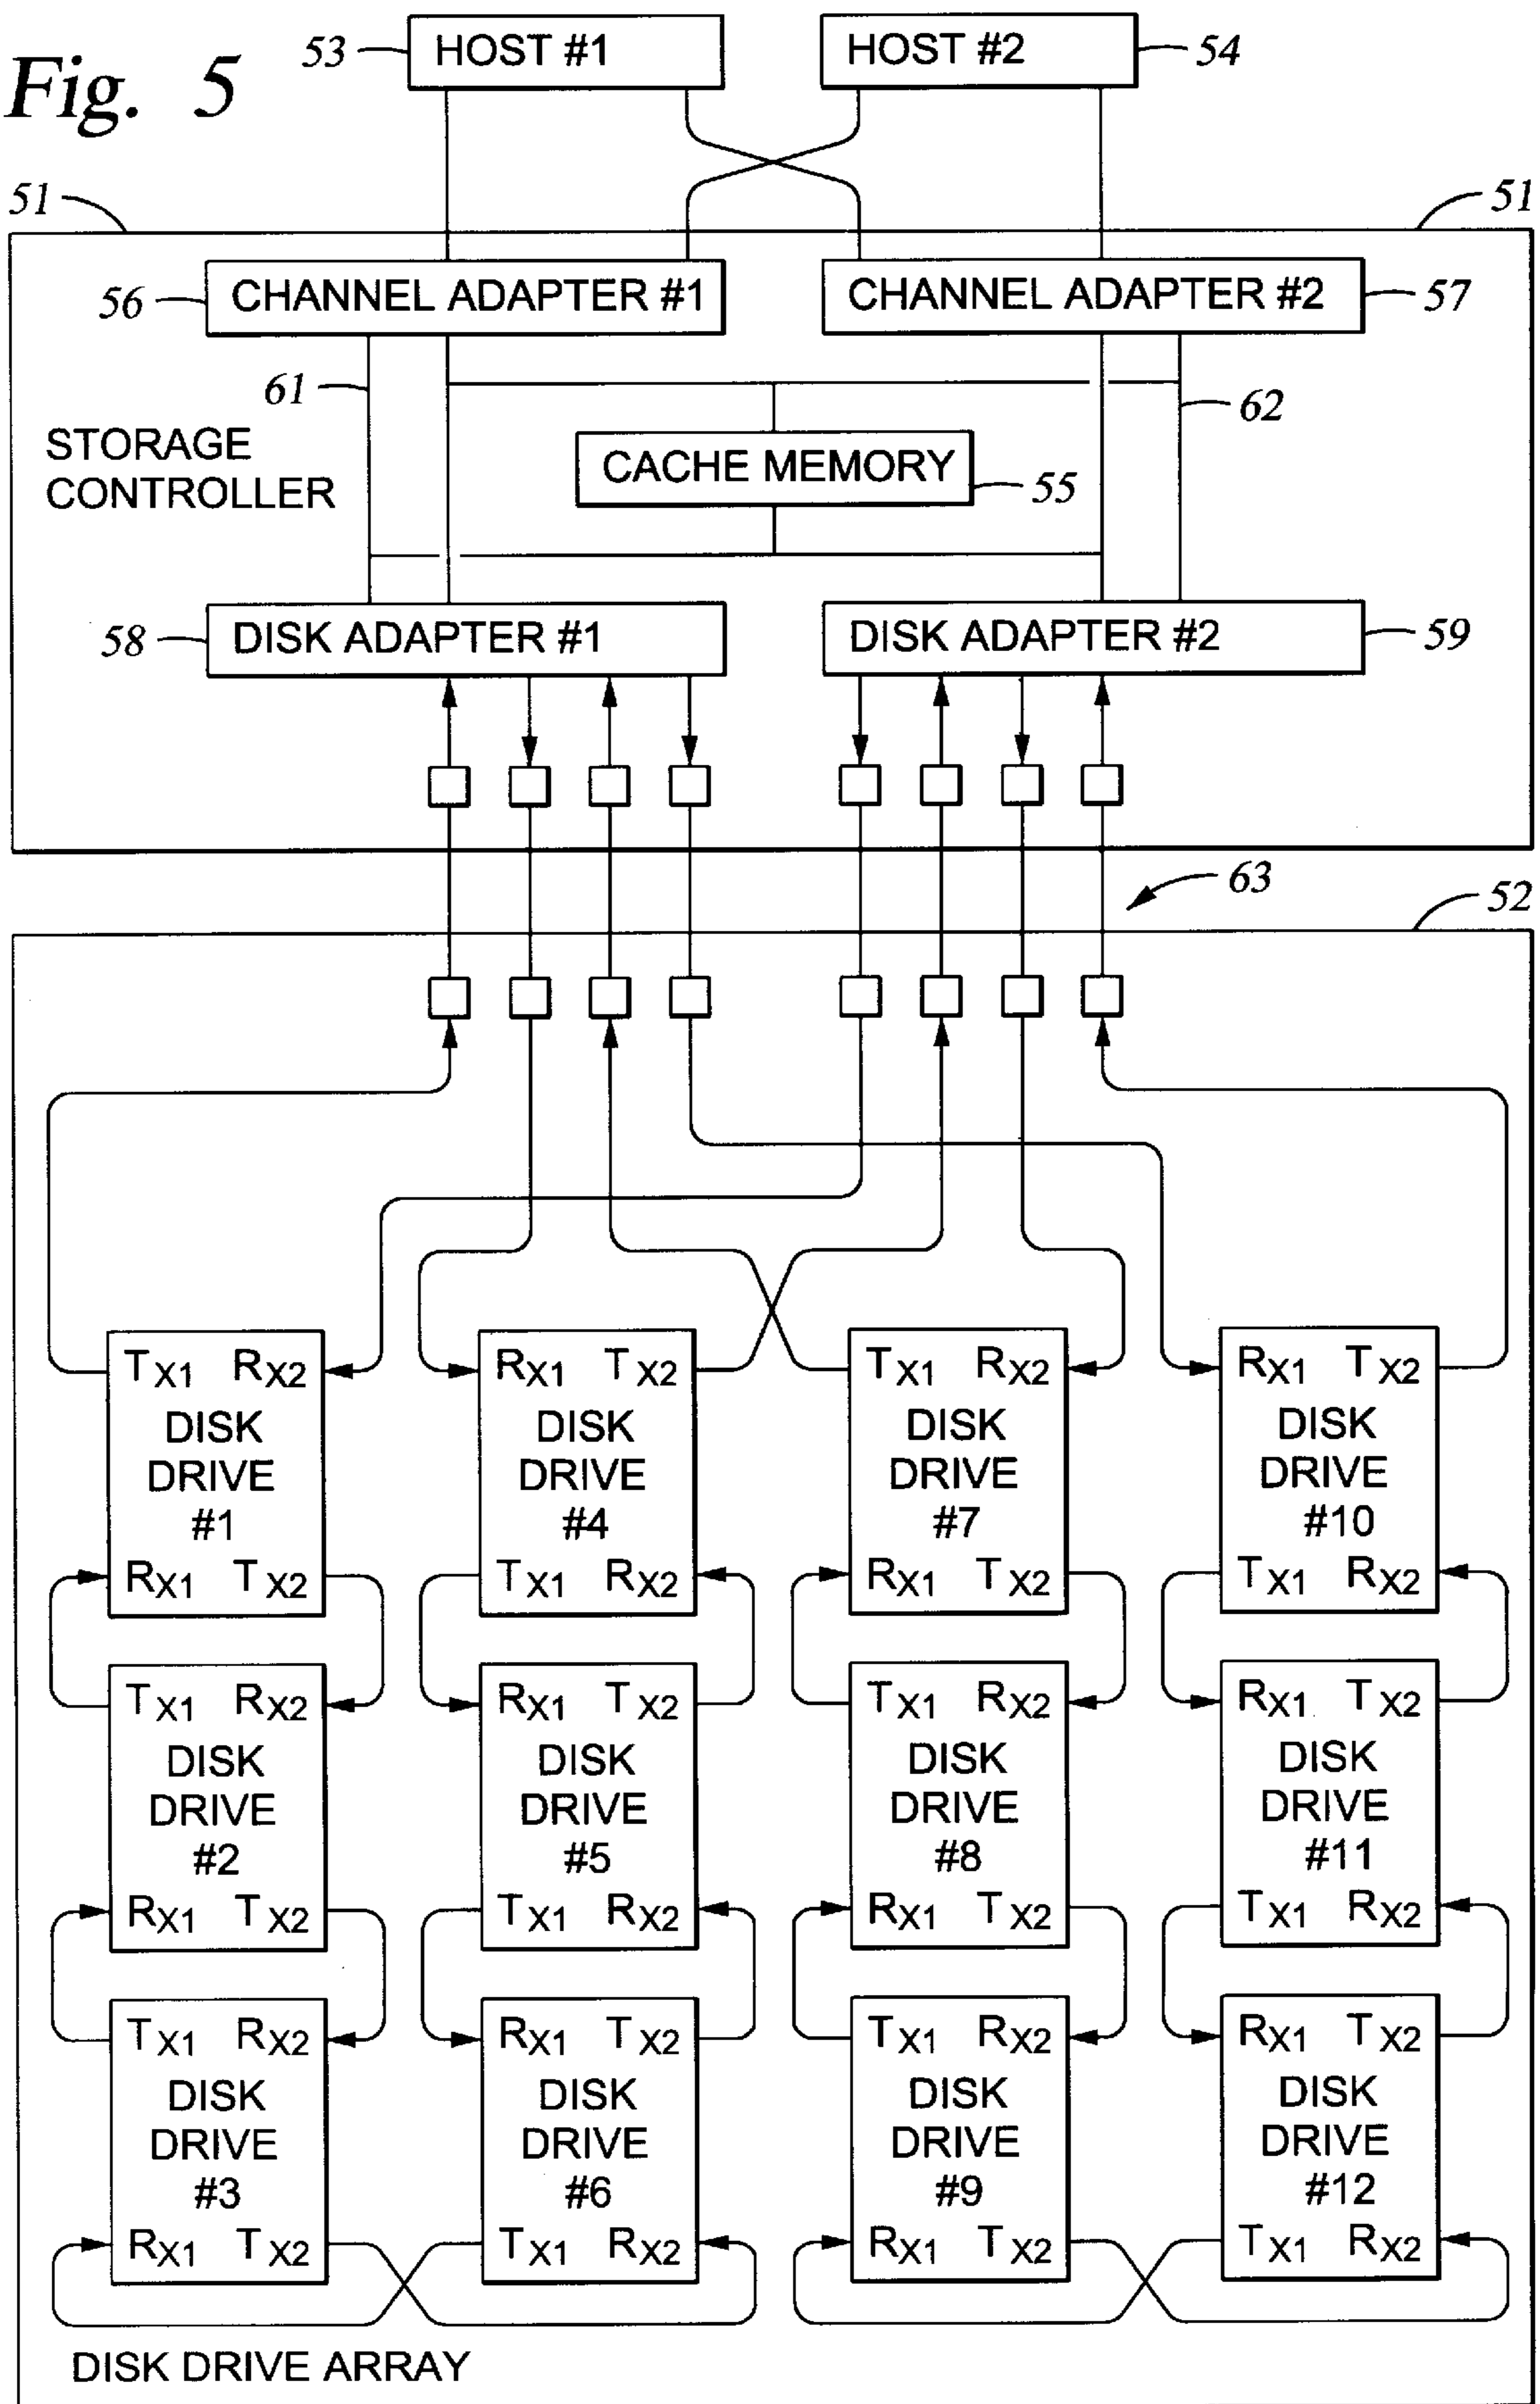 Fig. 5
53 HOST #1 HOST #2 54
51 51
56 CHANNEL ADAPTER #1 CHANNEL ADAPTER #2 57
61 62
STORAGE
CONTROLLER
CACHE MEMORY 55
58 DISK ADAPTER #1 DISK ADAPTER #2 59
63
52
TX1 RX2 RX1 TX2 TX1 RX2 RX1 TX2
DISK DISK DISK DISK
DRIVE DRIVE DRIVE DRIVE
#1 #4 #7 #10
RX1 TX2 TX1 RX2 RX1 TX2 TX1 RX2
TX1 RX2 RX1 TX2 TX1 RX2 RX1 TX2
DISK DISK DISK DISK
DRIVE DRIVE DRIVE DRIVE
#2 #5 #8 #11
RX1 TX2 TX1 RX2 RX1 TX2 TX1 RX2
TX1 RX2 RX1 TX2 TX1 RX2 RX1 TX2
DISK DISK DISK DISK
DRIVE DRIVE DRIVE DRIVE
#3 #6 #9 #12
RX1 TX2 TX1 RX2 RX1 TX2 TX1 RX2
DISK DRIVE ARRAY